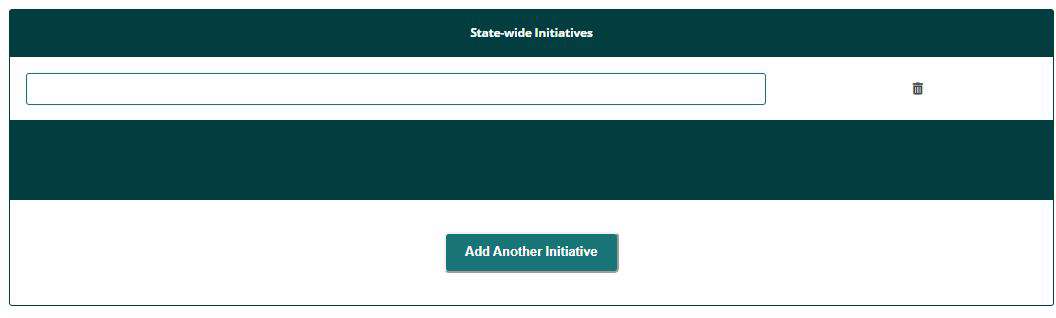 State-wide Initiatives
Add Another Initiative